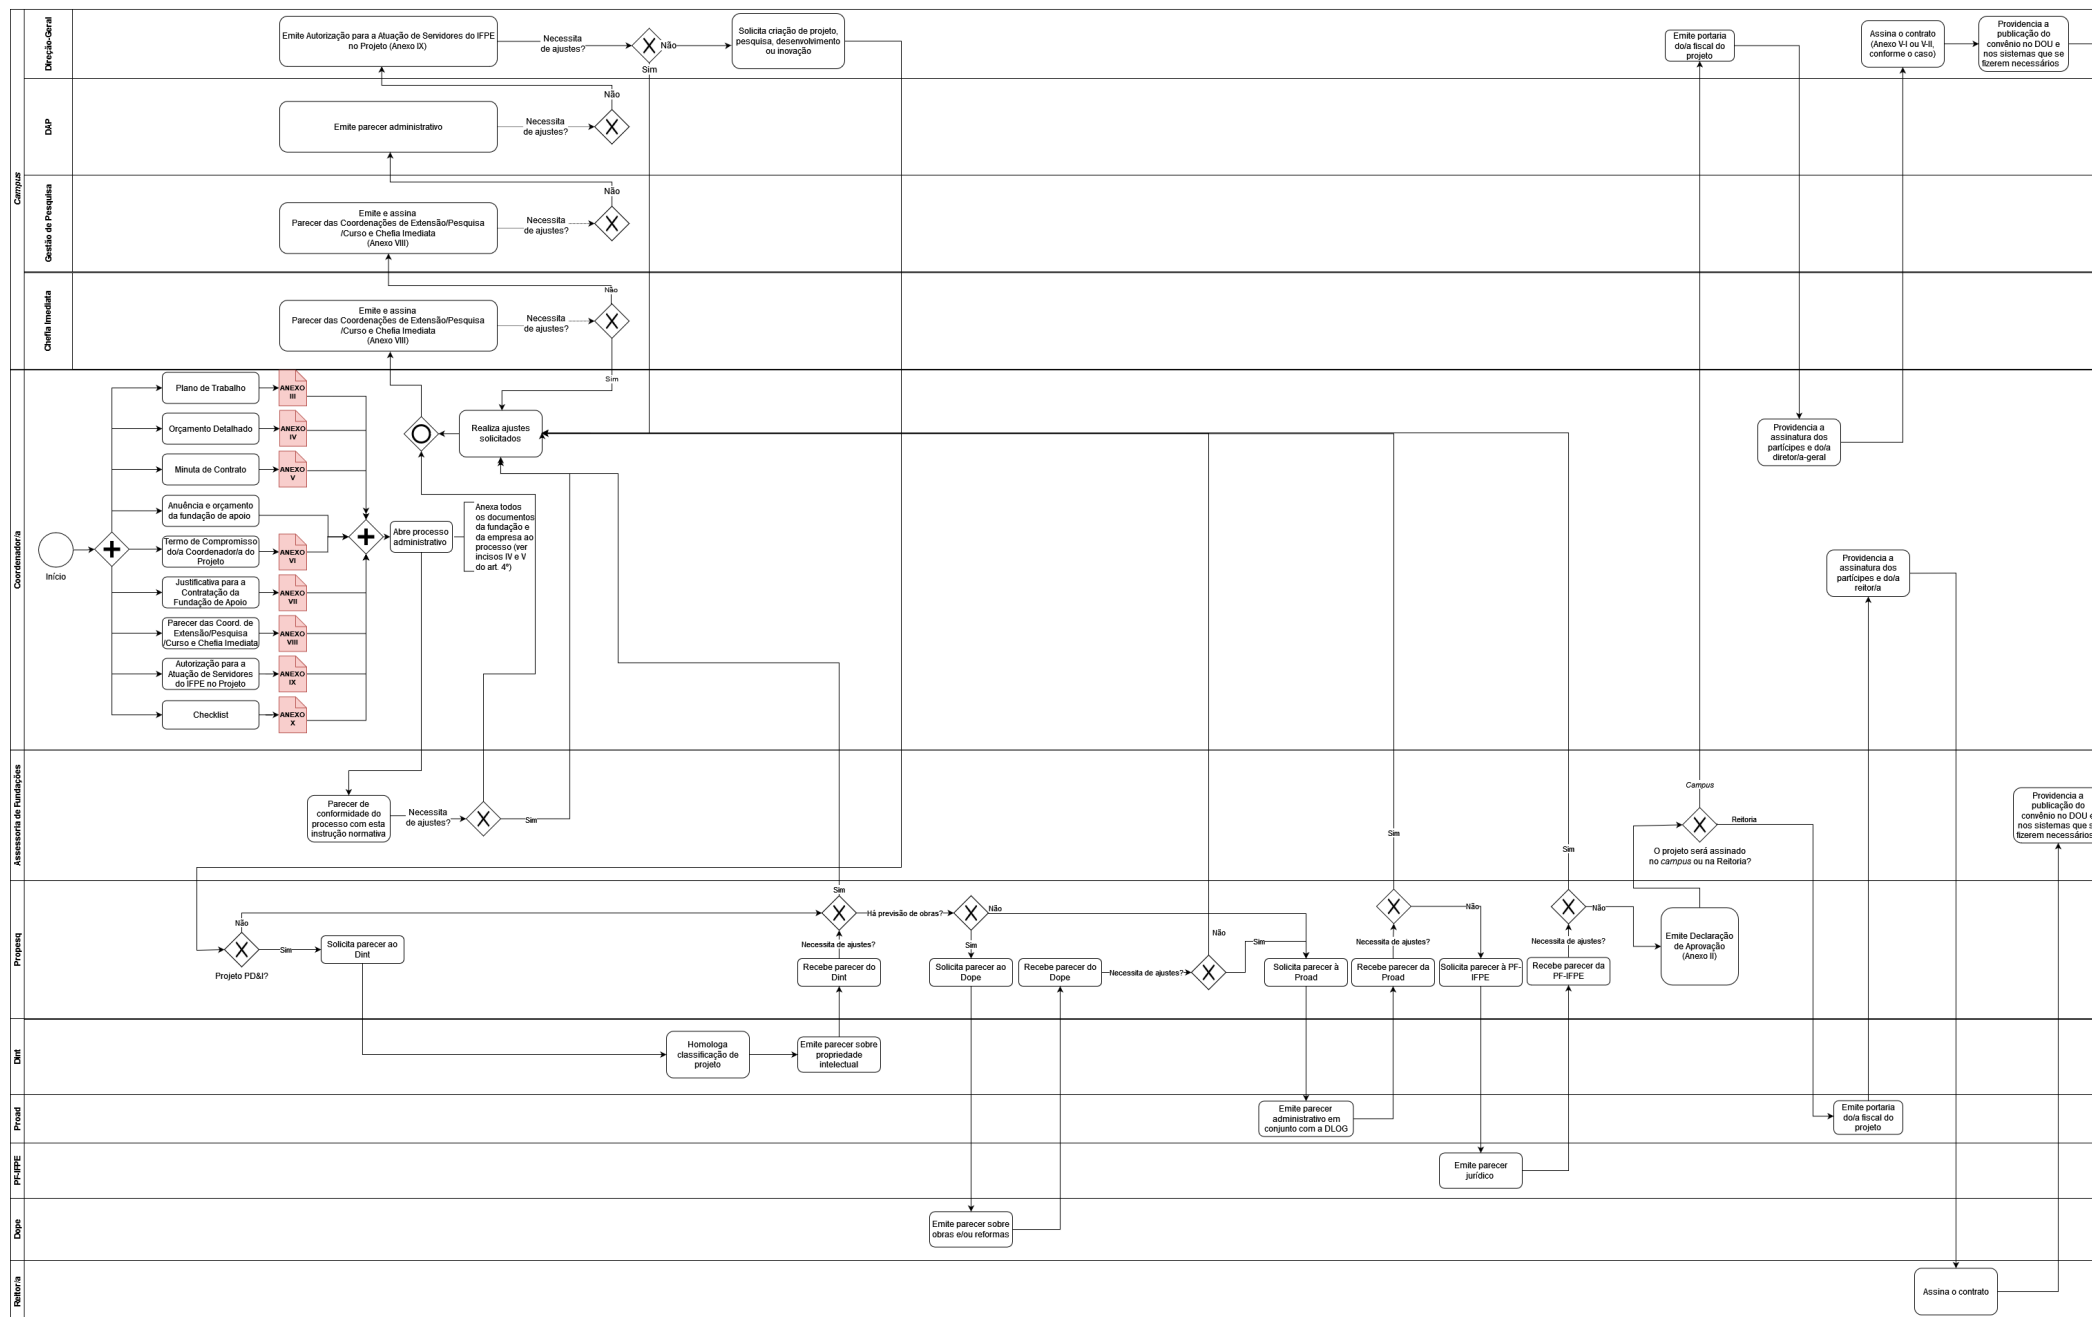 Campus
Direção-Geral
Emite Autorização para a Atuação de Servidores do IFPE
no Projeto (Anexo IX)
Necessita
de ajustes?
Não
Sim
Solicita criação de projeto,
pesquisa, desenvolvimento
ou inovação
Emite portaria
do/a fiscal do
projeto
Assina o contrato
(Anexo V-I ou V-II,
conforme o caso)
Providencia a
publicação do
convênio no DOU e
nos sistemas que se
fizerem necessários
DAP
Emite parecer administrativo
Necessita
de ajustes?
Não
Gestão de Pesquisa
Emite e assina
Parecer das Coordenações de Extensão/Pesquisa
/Curso e Chefia Imediata
(Anexo VIII)
Necessita
de ajustes?
Não
Chefia Imediata
Emite e assina
Parecer das Coordenações de Extensão/Pesquisa
/Curso e Chefia Imediata
(Anexo VIII)
Necessita
de ajustes?
Não
Sim
Coordenador/a
Início
Plano de Trabalho
ANEXO
III
Orçamento Detalhado
ANEXO
IV
Minuta de Contrato
ANEXO
V
Anuência e orçamento
da fundação de apoio
Termo de Compromisso
do/a Coordenador/a do
Projeto
ANEXO
VI
Justificativa para a
Contratação da
Fundação de Apoio
ANEXO
VII
Parecer das Coord. de
Extensão/Pesquisa
/Curso e Chefia Imediata
ANEXO
VIII
Autorização para a
Atuação de Servidores
do IFPE no Projeto
ANEXO
IX
Checklist
ANEXO
X
Abre processo
administrativo
Anexa todos
os documentos
da fundação e
da empresa ao
processo (ver
incisos IV e V
do art. 4°)
Realiza ajustes
solicitados
Providencia a
assinatura dos
partícipes e do/a
diretor/a-geral
Providencia a
assinatura dos
partícipes e do/a
reitor/a
Assessoria de Fundações
Parecer de
conformidade do
processo com esta
instrução normativa
Necessita
de ajustes?
Sim
Sim
Sim
Campus
Reitoria
O projeto será assinado
no campus ou na Reitoria?
Providencia a
publicação do
convênio no DOU e
nos sistemas que s
fizerem necessários
Propesq
Não
Sim
Projeto PD&I?
Solicita parecer ao
Dint
Sim
Necessita de ajustes?
Recebe parecer do
Dint
Há previsão de obras?
Não
Sim
Solicita parecer ao
Dope
Recebe parecer do
Dope
Necessita de ajustes?
Não
Sim
Solicita parecer à
Proad
Necessita de ajustes?
Recebe parecer da
Proad
Não
Solicita parecer à PF-
IFPE
Necessita de ajustes?
Recebe parecer da
PF-IFPE
Não
Emite Declaração
de Aprovação
(Anexo II)
Dint
Homologa
classificação de
projeto
Emite parecer sobre
propriedade
intelectual
Proad
Emite parecer
administrativo em
conjunto com a DLOG
Emite portaria
do/a fiscal do
projeto
PF-IFPE
Emite parecer
jurídico
Dope
Emite parecer sobre
obras e/ou reformas
Reitor/a
Assina o contrato